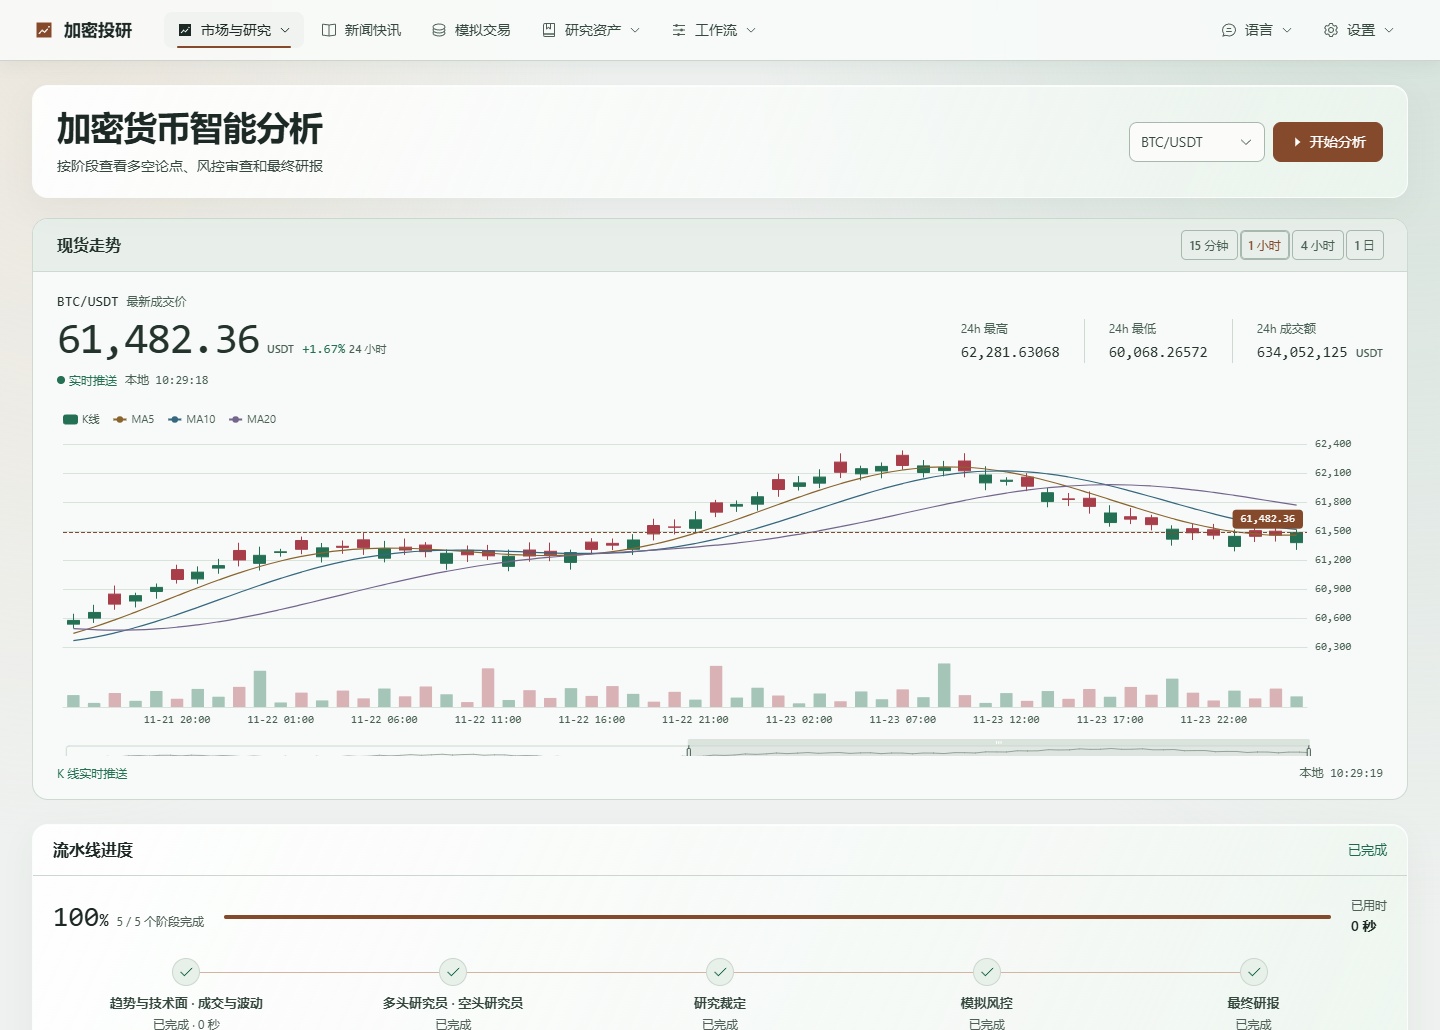 加密投研
市场与研究
新闻快讯
模拟交易
研究资产
工作流
语言
设置
加密货币智能分析
按阶段查看多空论点、风控审查和最终研报
BTC/USDT
开始分析
现货走势
15 分钟
1 小时
4 小时
1 日
BTC/USDT 最新成交价
61,482.36 USDT +1.67% 24 小时
实时推送 本地 10:29:18
24h 最高
62,281.63068
24h 最低
60,068.26572
24h 成交额
634,052,125 USDT
K线 MA5 MA10 MA20
62,400
62,100
61,800
61,482.36
61,500
61,200
60,900
60,600
60,300
11-21 20:00 11-22 01:00 11-22 06:00 11-22 11:00 11-22 16:00 11-22 21:00 11-23 02:00 11-23 07:00 11-23 12:00 11-23 17:00 11-23 22:00
K 线实时推送
本地 10:29:19
流水线进度
已完成
100% 5 / 5 个阶段完成
已用时
0 秒
趋势与技术面 · 成交与波动
已完成 · 0 秒
多头研究员 · 空头研究员
已完成
研究裁定
已完成
模拟风控
已完成
最终研报
已完成